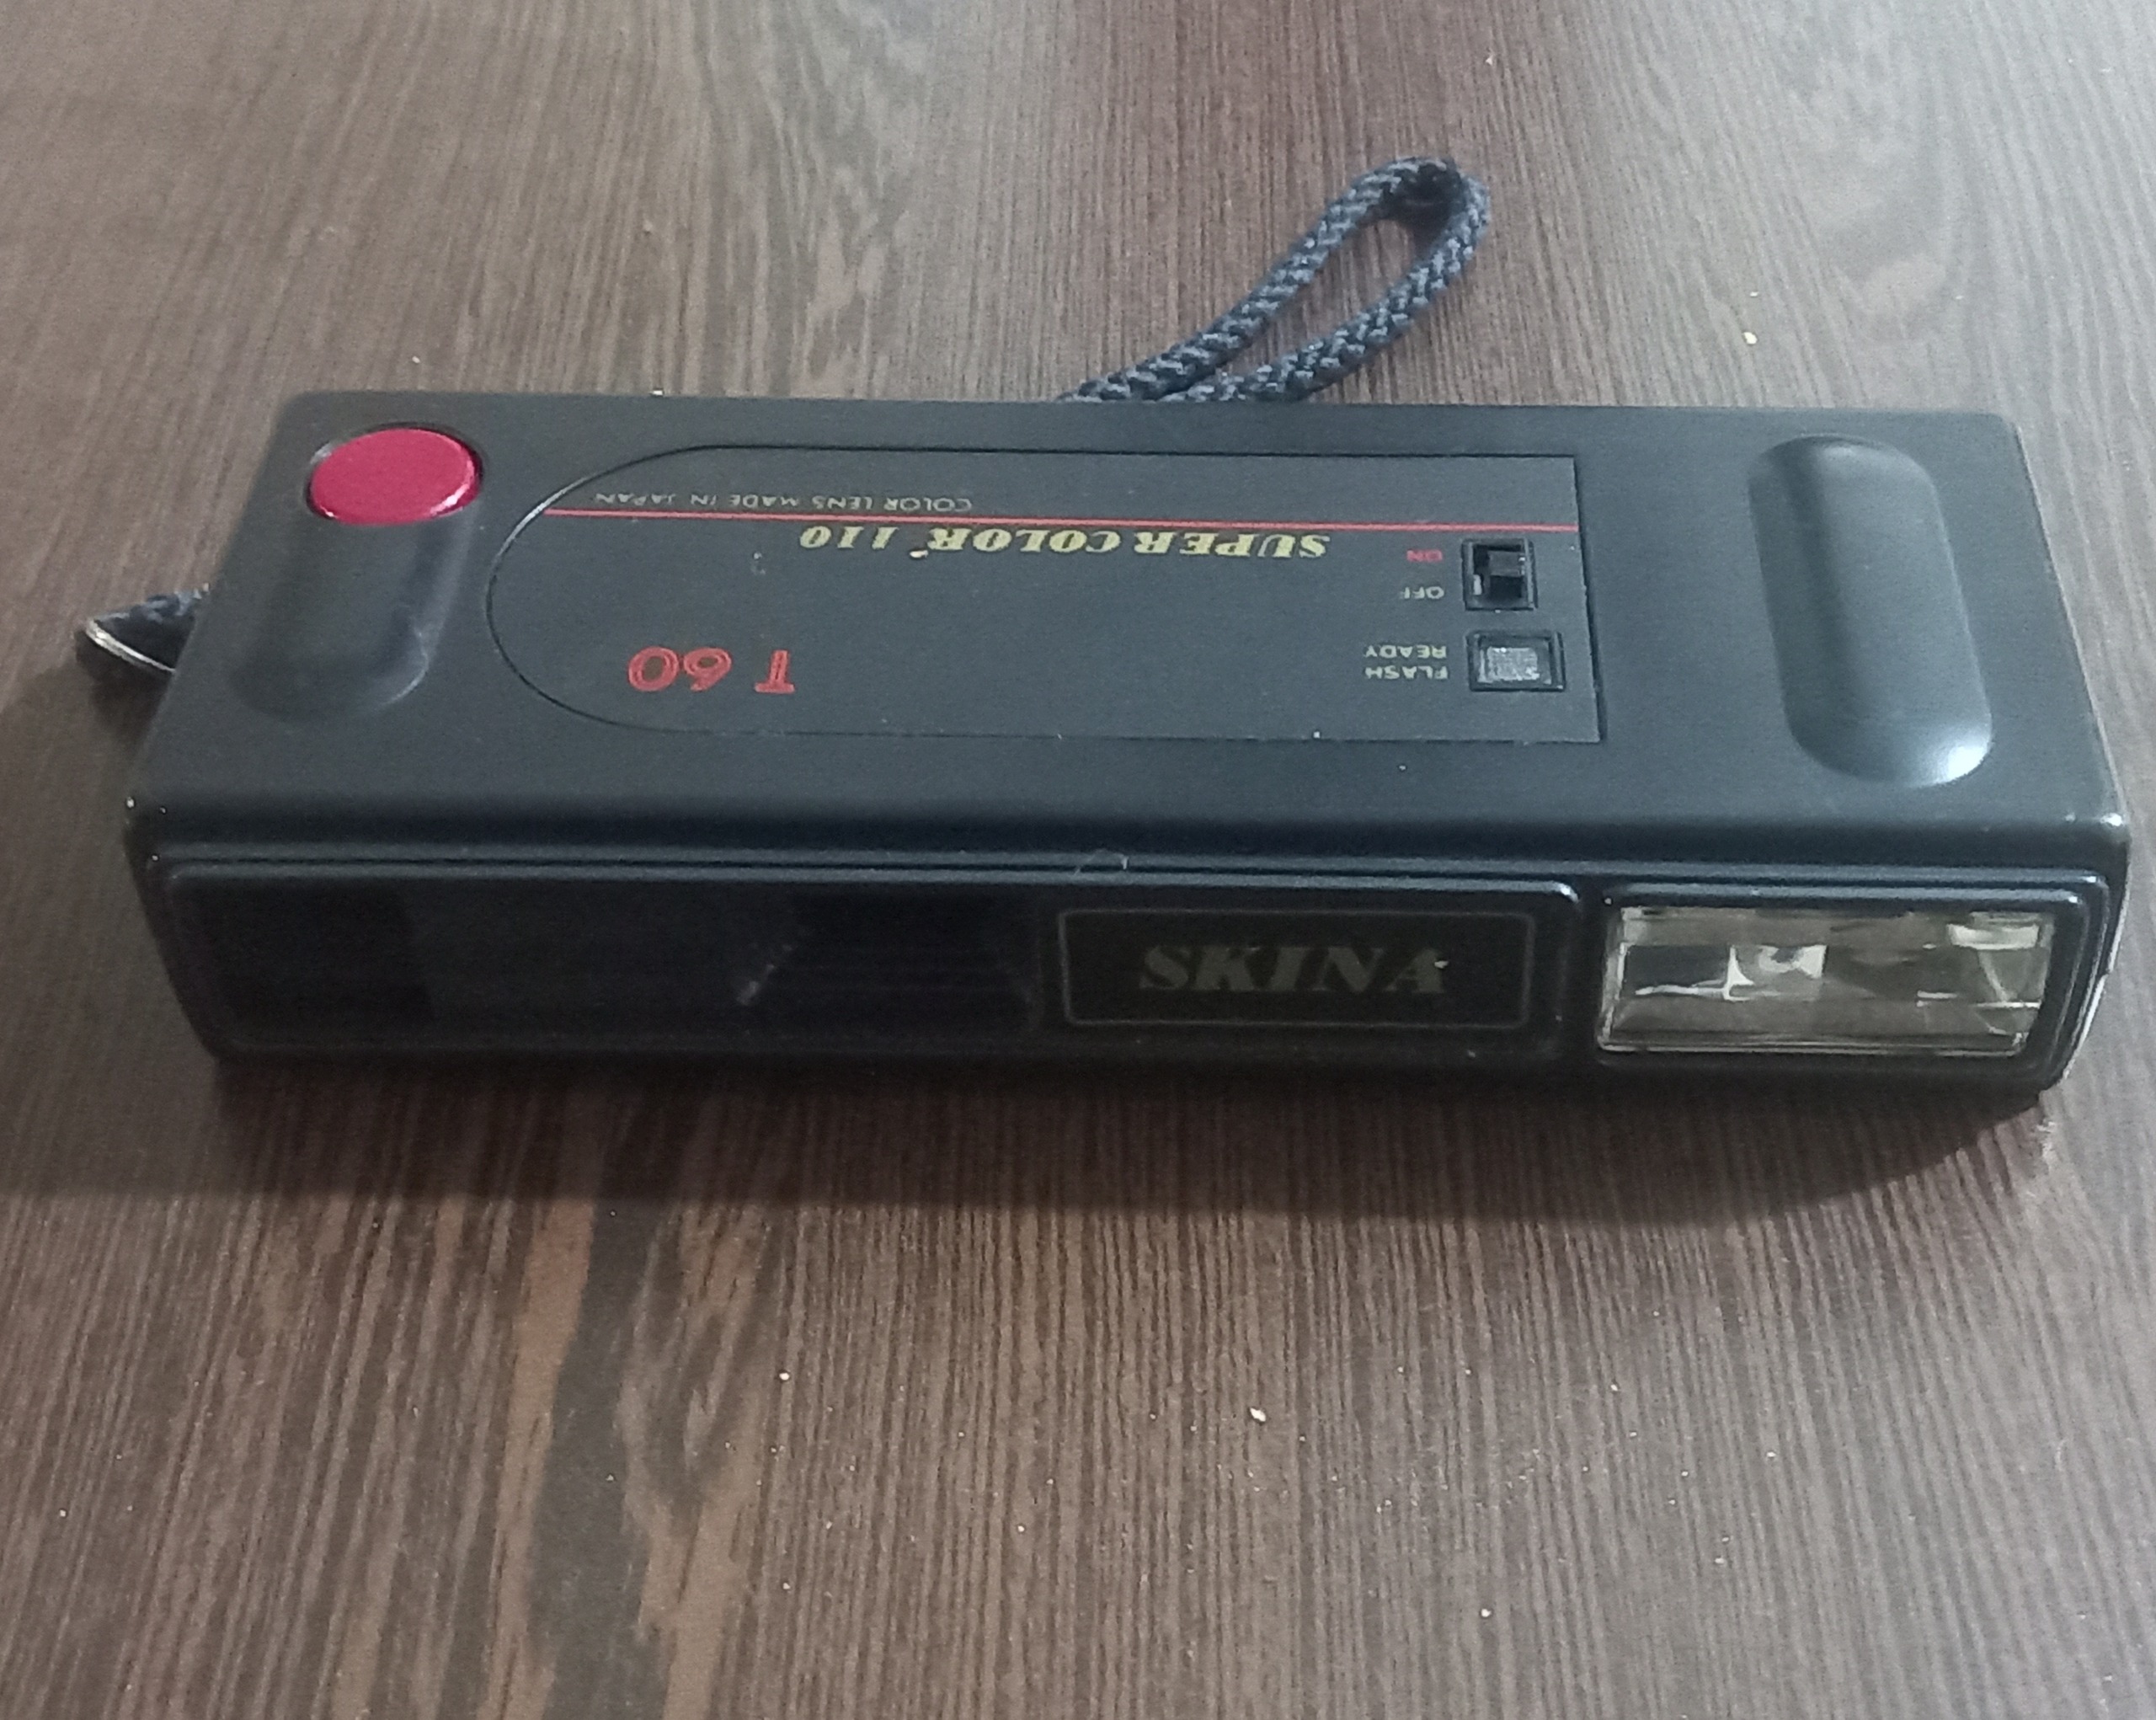 T 60
FLASH
READY
OFF
ON
SUPER COLOR 110
COLOR LENS MADE IN JAPAN
SKINA